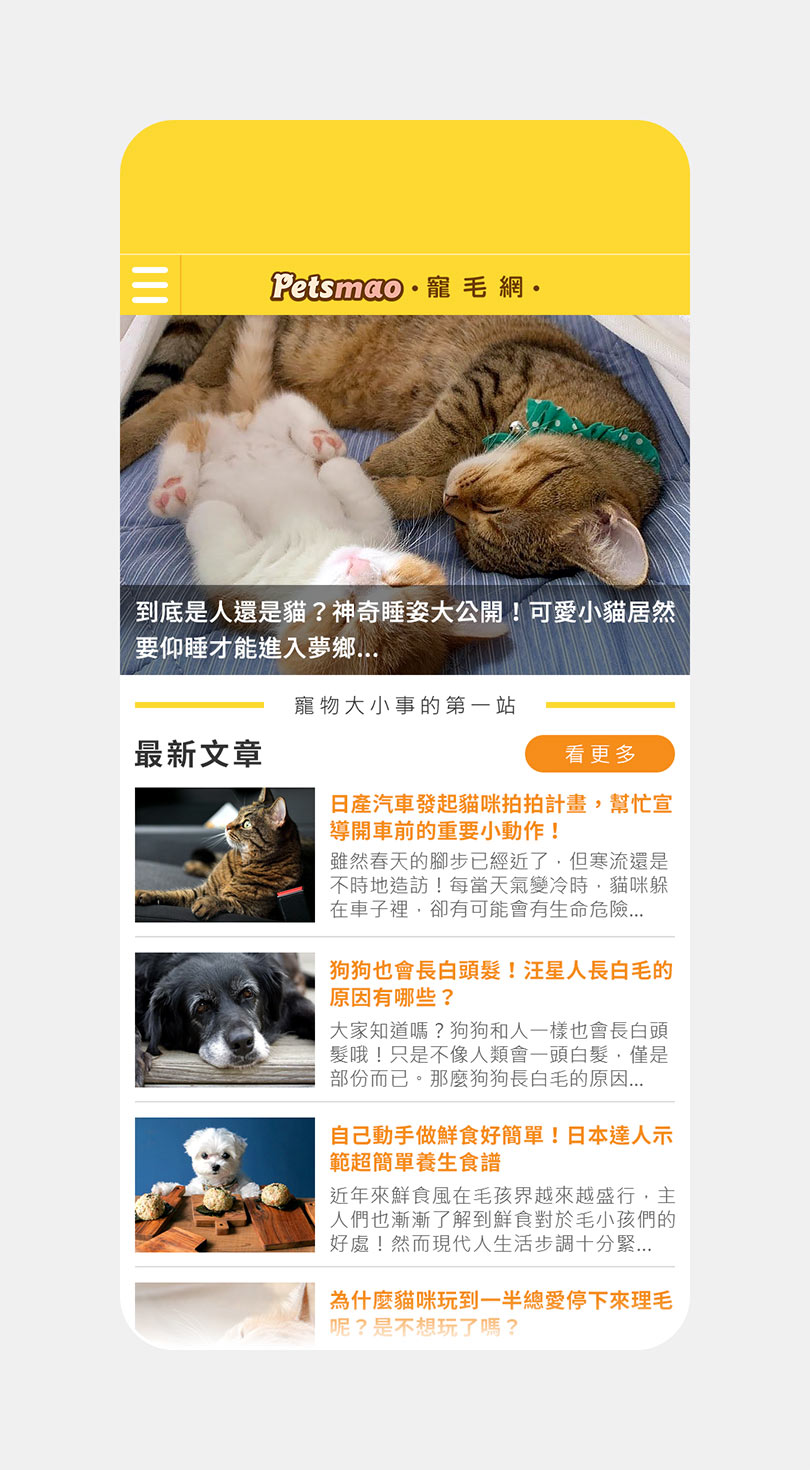 Petsmao・寵毛網・
到底是人還是貓？神奇睡姿大公開！可愛小貓居然
要仰睡才能進入夢鄉...
寵物大小事的第一站
最新文章
看更多
日產汽車發起貓咪拍拍計畫，幫忙宣
導開車前的重要小動作！
雖然春天的腳步已經近了，但寒流還是
不時地造訪！每當天氣變冷時，貓咪躲
在車子裡，卻有可能會有生命危險...
狗狗也會長白頭髮！汪星人長白毛的
原因有哪些？
大家知道嗎？狗狗和人一樣也會長白頭
髮哦！只是不像人類會一頭白髮，僅是
部份而已。那麼狗狗長白毛的原因...
自己動手做鮮食好簡單！日本達人示
範超簡單養生食譜
近年來鮮食風在毛孩界越來越盛行，主
人們也漸漸了解到鮮食對於毛小孩們的
好處！然而現代人生活步調十分緊...
為什麼貓咪玩到一半總愛停下來理毛
呢？是不想玩了嗎？